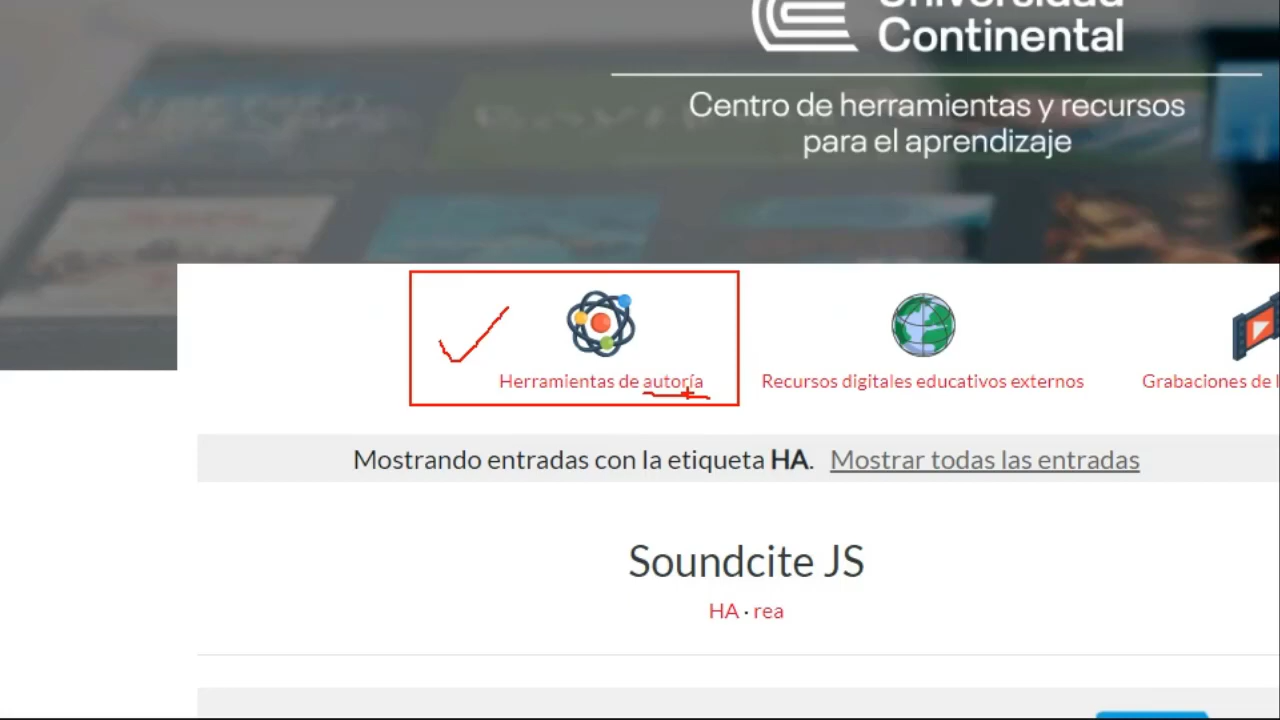 Universidad
Continental
Centro de herramientas y recursos
para el aprendizaje
Herramientas de autoría
Recursos digitales educativos externos
Grabaciones de
Mostrando entradas con la etiqueta HA. Mostrar todas las entradas
Soundcite JS
HA · rea